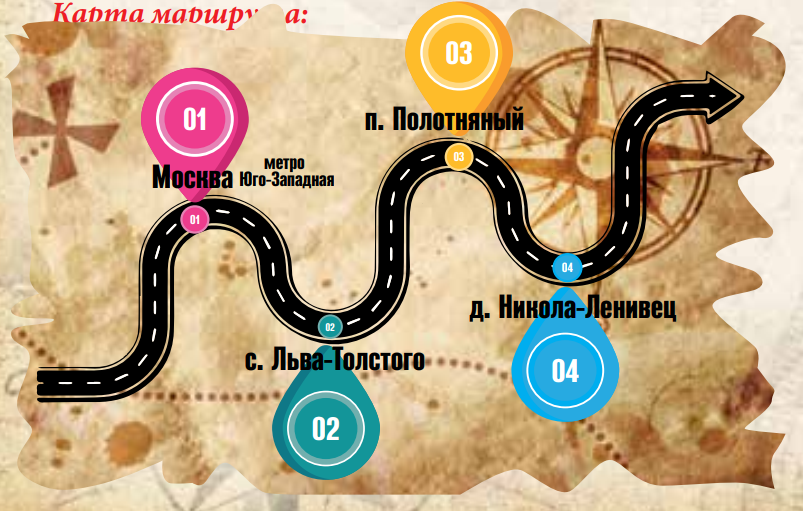 Карта маршрута:
03
01
п. Полотняный
метро
Москва Юго-Западная
03
01
04
02
д. Никола-Ленивец
с. Льва-Толстого
04
02